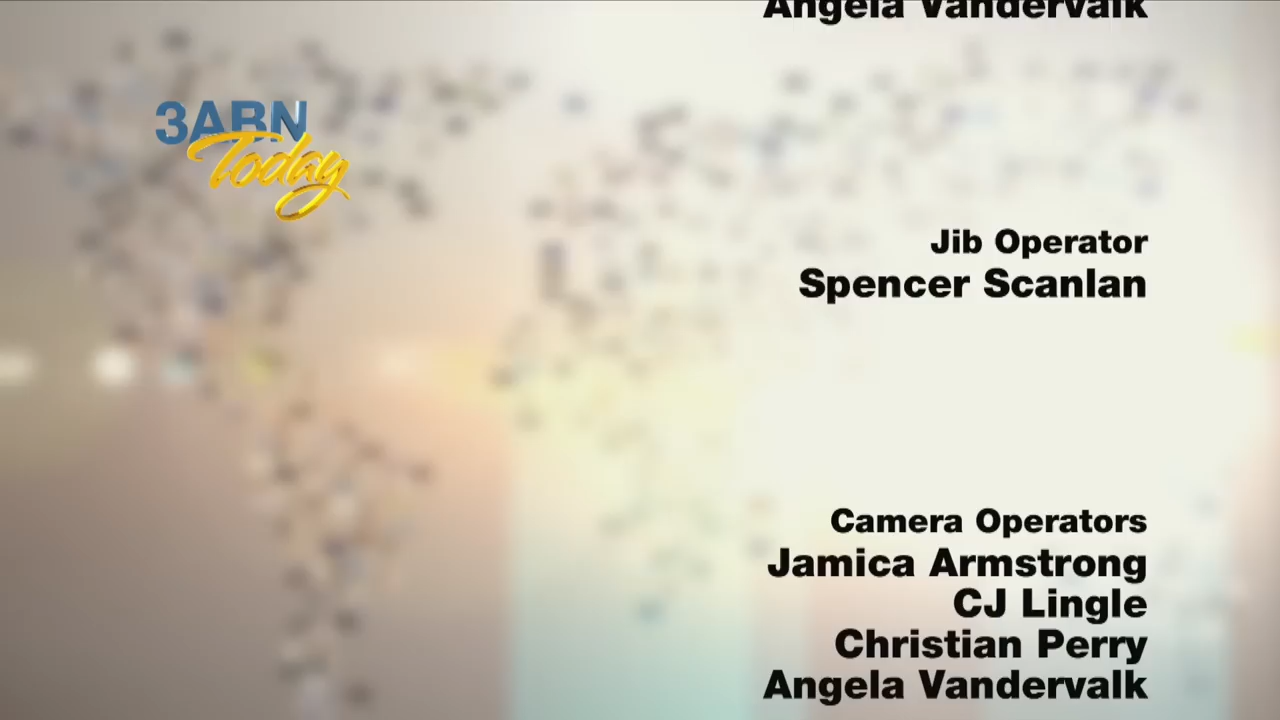 Angela Vandervalk
3ABN
Today
Jib Operator
Spencer Scanlan
Camera Operators
Jamica Armstrong
CJ Lingle
Christian Perry
Angela Vandervalk